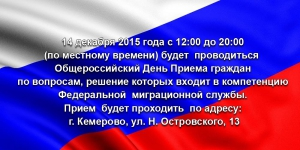 14 декабря 2015 года с 12:00 до 20:00
(по местному времени) будет проводиться
Общероссийский День Приема граждан
по вопросам, решение которых входит в компетенцию
Федеральной миграционной службы.
Прием будет проходить по адресу:
г. Кемерово, ул. Н. Островского, 13